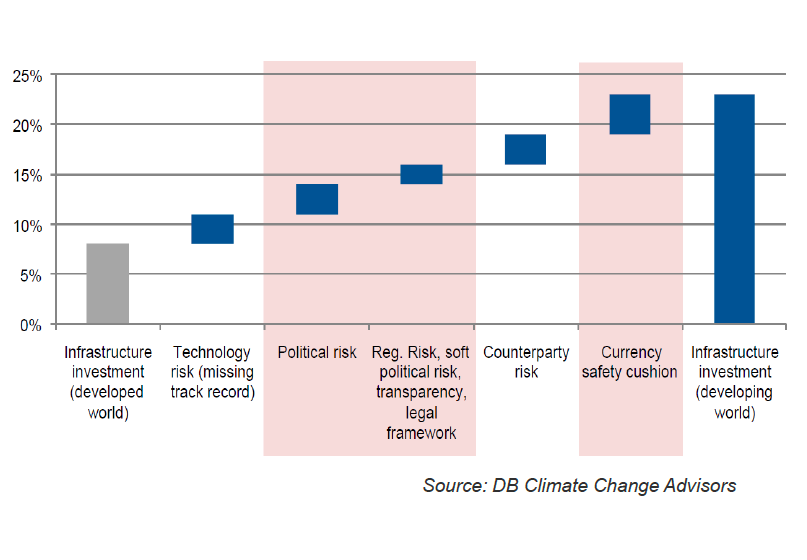 25%
20%
15%
10%
5%
0%
Infrastructure
investment
(developed
world)
Technology
risk (missing
track record)
Political risk
Reg. Risk, soft
political risk,
transparency,
legal
framework
Counterparty
risk
Currency
safety cushion
Infrastructure
investment
(developing
world)
Source: DB Climate Change Advisors